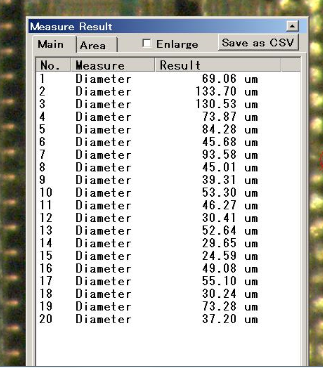 Measure Result
Main Area Enlarge Save as CSV
No. Measure Result
1 Diameter 69.06 um
2 Diameter 133.70 um
3 Diameter 130.53 um
4 Diameter 73.87 um
5 Diameter 84.28 um
6 Diameter 45.68 um
7 Diameter 93.58 um
8 Diameter 45.01 um
9 Diameter 39.31 um
10 Diameter 53.30 um
11 Diameter 46.27 um
12 Diameter 30.41 um
13 Diameter 52.64 um
14 Diameter 29.65 um
15 Diameter 24.59 um
16 Diameter 49.08 um
17 Diameter 55.10 um
18 Diameter 30.24 um
19 Diameter 73.28 um
20 Diameter 37.20 um